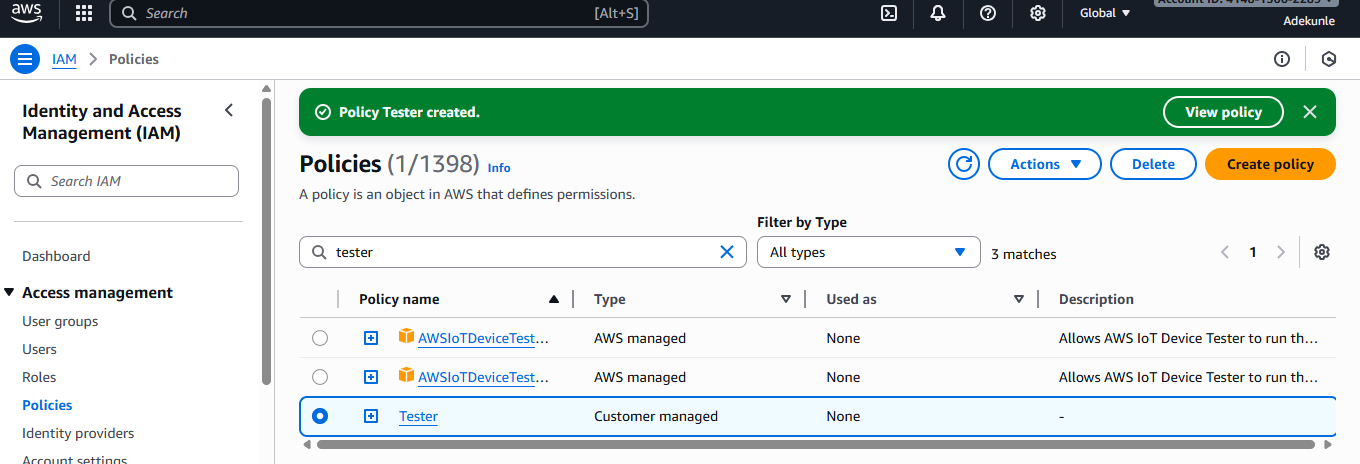 aws
Search [Alt+S]
Global
Adekunle
IAM > Policies
Identity and Access
Management (IAM)
Search IAM
Dashboard
Access management
User groups
Users
Roles
Policies
Identity providers
Account settings
Policy Tester created.
View policy
Policies (1/1398) Info
Actions
Delete
Create policy
A policy is an object in AWS that defines permissions.
Filter by Type
tester
All types
3 matches
1
Policy name Type Used as Description
AWSIoTDeviceTest... AWS managed None Allows AWS IoT Device Tester to run th...
AWSIoTDeviceTest... AWS managed None Allows AWS IoT Device Tester to run th...
Tester Customer managed None -